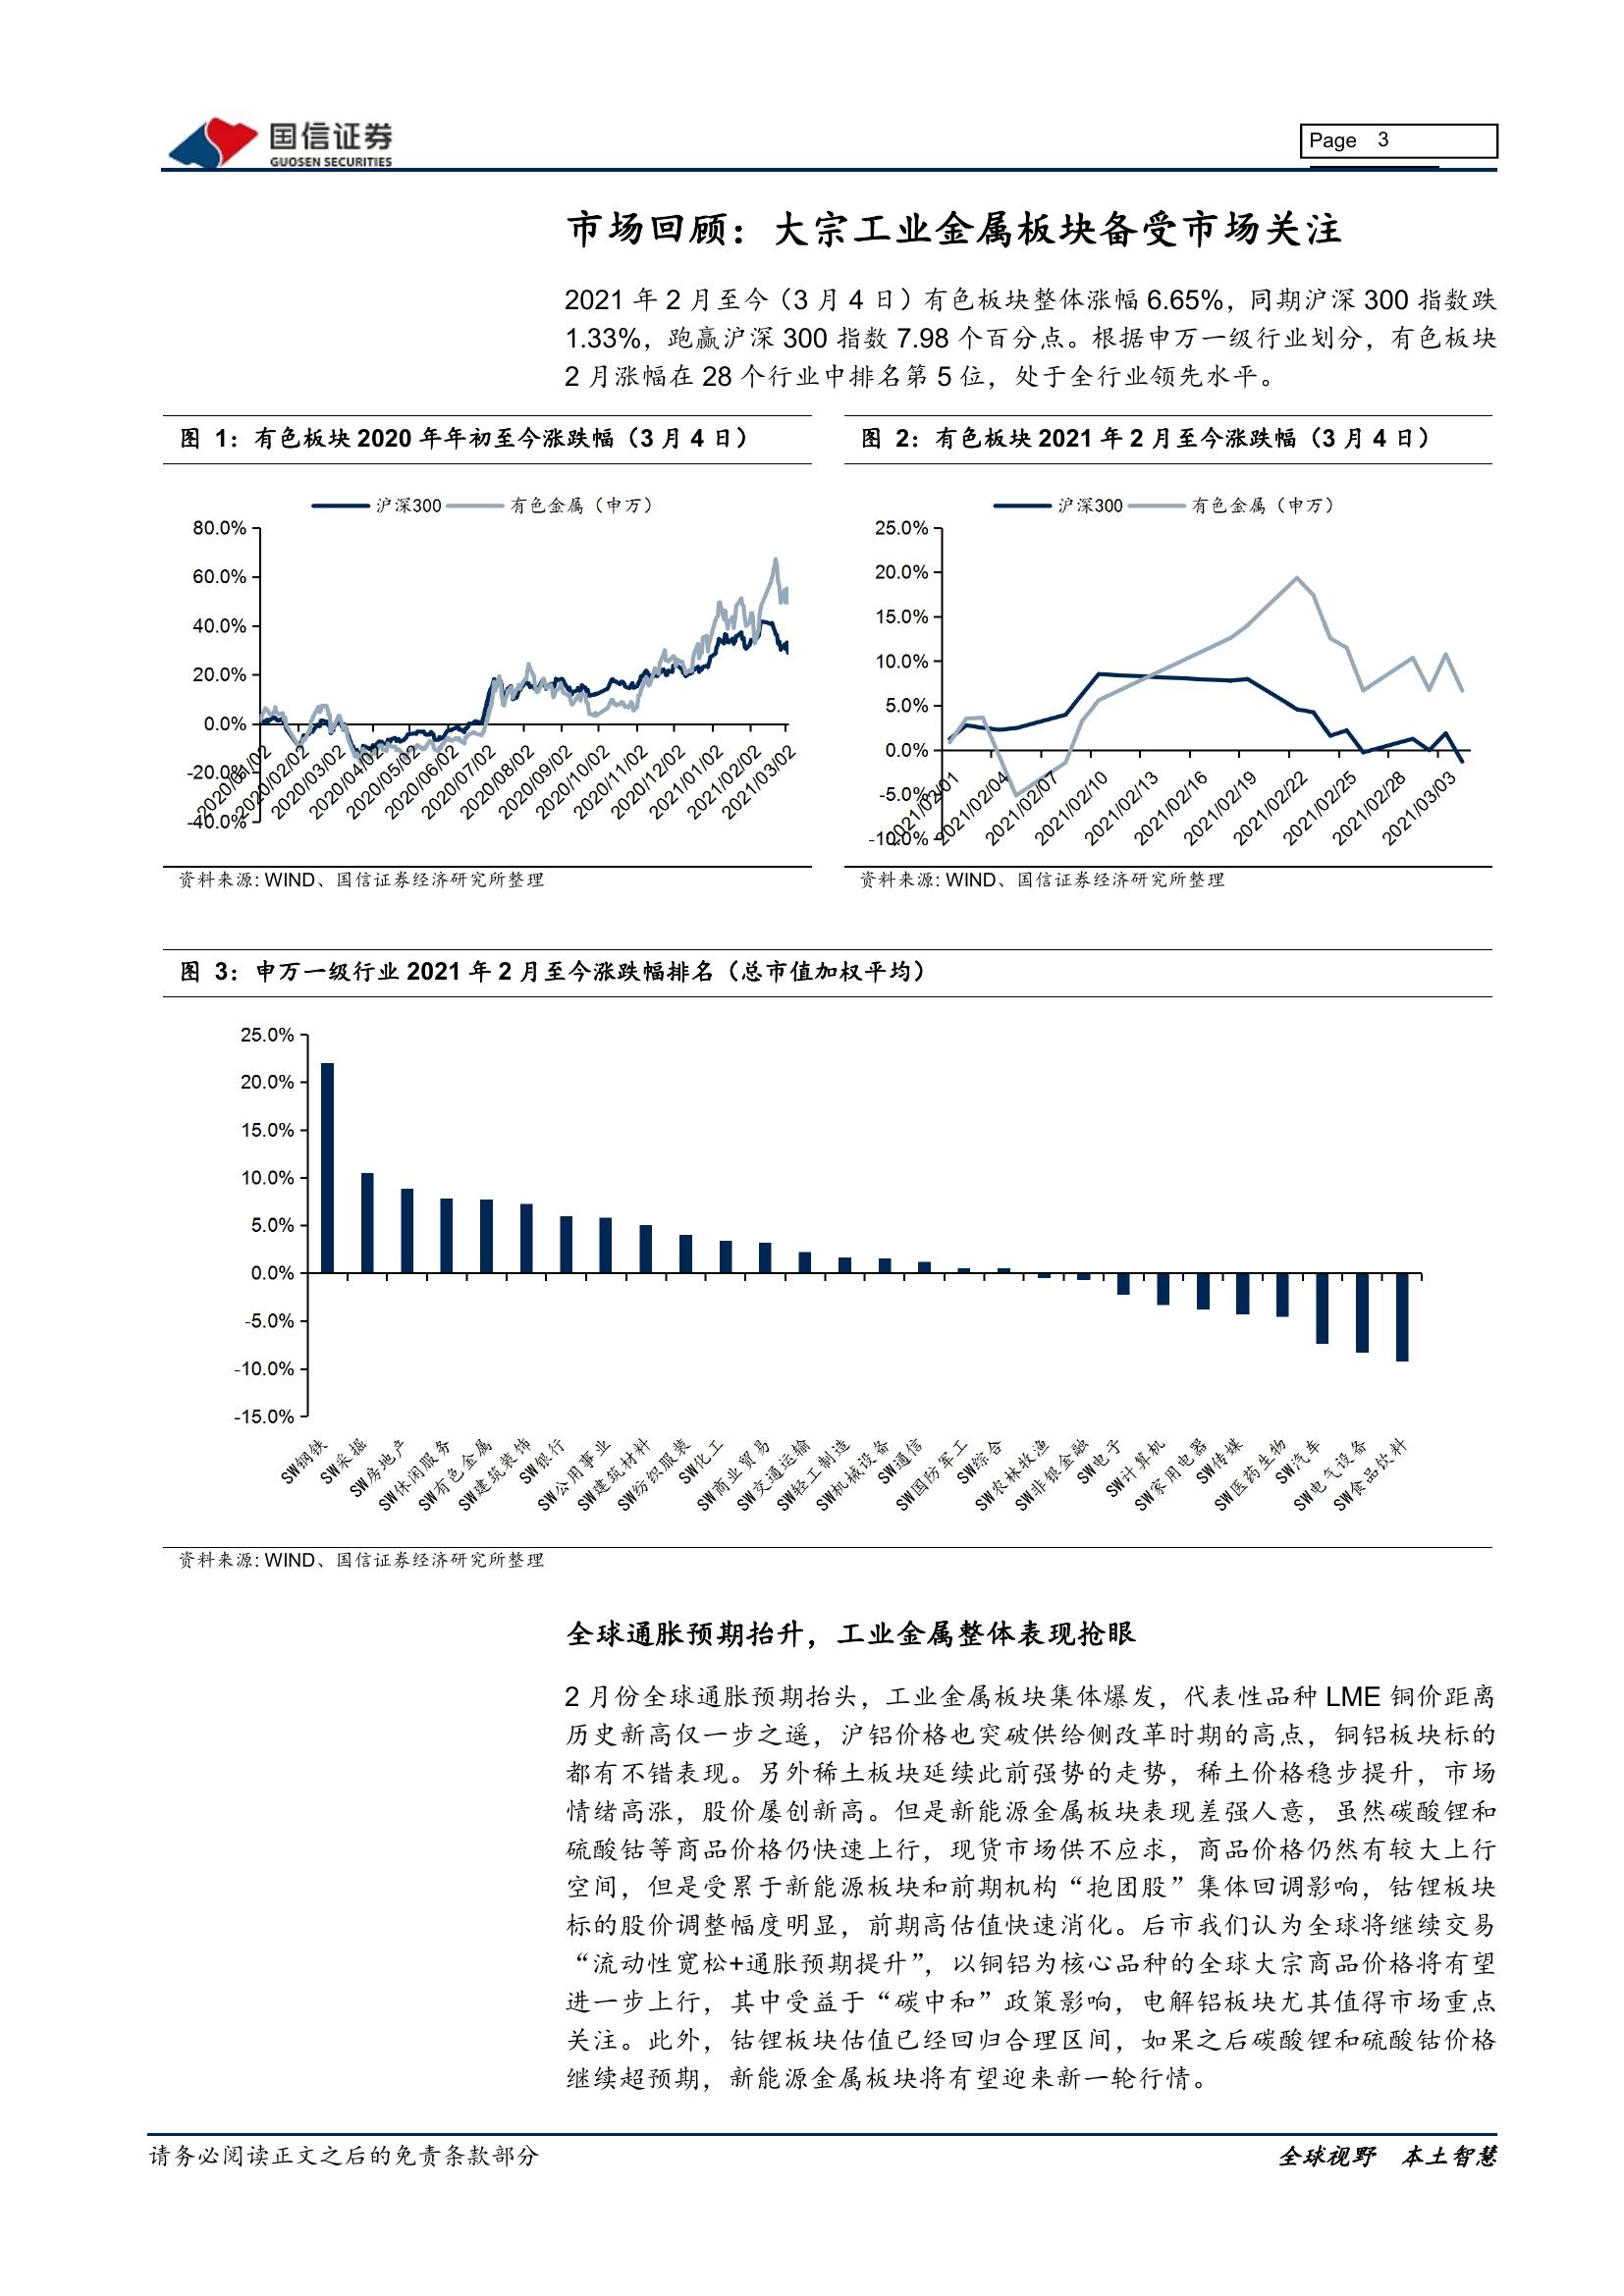 国信证券
GUOSEN SECURITIES
Page 3
市场回顾：大宗工业金属板块备受市场关注
2021 年 2 月至今（3 月 4 日）有色板块整体涨幅 6.65%，同期沪深 300 指数跌
1.33%，跑赢沪深 300 指数 7.98 个百分点。根据申万一级行业划分，有色板块
2 月涨幅在 28 个行业中排名第 5 位，处于全行业领先水平。
图 1：有色板块 2020 年年初至今涨跌幅（3 月 4 日）
沪深300 有色金属（申万）
80.0%
60.0%
40.0%
20.0%
0.0%
-20.0%
-40.0%
2020/01/02
2020/02/02
2020/03/02
2020/04/02
2020/05/02
2020/06/02
2020/07/02
2020/08/02
2020/09/02
2020/10/02
2020/11/02
2020/12/02
2021/01/02
2021/02/02
2021/03/02
资料来源: WIND、国信证券经济研究所整理
图 2：有色板块 2021 年 2 月至今涨跌幅（3 月 4 日）
沪深300 有色金属（申万）
25.0%
20.0%
15.0%
10.0%
5.0%
0.0%
-5.0%
-10.0%
2021/02/01
2021/02/04
2021/02/07
2021/02/10
2021/02/13
2021/02/16
2021/02/19
2021/02/22
2021/02/25
2021/02/28
2021/03/03
资料来源: WIND、国信证券经济研究所整理
图 3：申万一级行业 2021 年 2 月至今涨跌幅排名（总市值加权平均）
25.0%
20.0%
15.0%
10.0%
5.0%
0.0%
-5.0%
-10.0%
-15.0%
SW钢铁
SW采掘
SW房地产
SW休闲服务
SW有色金属
SW建筑装饰
SW银行
SW公用事业
SW建筑材料
SW纺织服装
SW化工
SW商业贸易
SW交通运输
SW轻工制造
SW机械设备
SW通信
SW国防军工
SW综合
SW农林牧渔
SW非银金融
SW电子
SW计算机
SW家用电器
SW传媒
SW医药生物
SW汽车
SW电气设备
SW食品饮料
资料来源: WIND、国信证券经济研究所整理
全球通胀预期抬升，工业金属整体表现抢眼
2 月份全球通胀预期抬头，工业金属板块集体爆发，代表性品种 LME 铜价距离
历史新高仅一步之遥，沪铝价格也突破供给侧改革时期的高点，铜铝板块标的
都有不错表现。另外稀土板块延续此前强势的走势，稀土价格稳步提升，市场
情绪高涨，股价屡创新高。但是新能源金属板块表现差强人意，虽然碳酸锂和
硫酸钴等商品价格仍快速上行，现货市场供不应求，商品价格仍然有较大上行
空间，但是受累于新能源板块和前期机构“抱团股”集体回调影响，钴锂板块
标的股价调整幅度明显，前期高估值快速消化。后市我们认为全球将继续交易
“流动性宽松+通胀预期提升”，以铜铝为核心品种的全球大宗商品价格将有望
进一步上行，其中受益于“碳中和”政策影响，电解铝板块尤其值得市场重点
关注。此外，钴锂板块估值已经回归合理区间，如果之后碳酸锂和硫酸钴价格
继续超预期，新能源金属板块将有望迎来新一轮行情。
请务必阅读正文之后的免责条款部分
全球视野 本土智慧